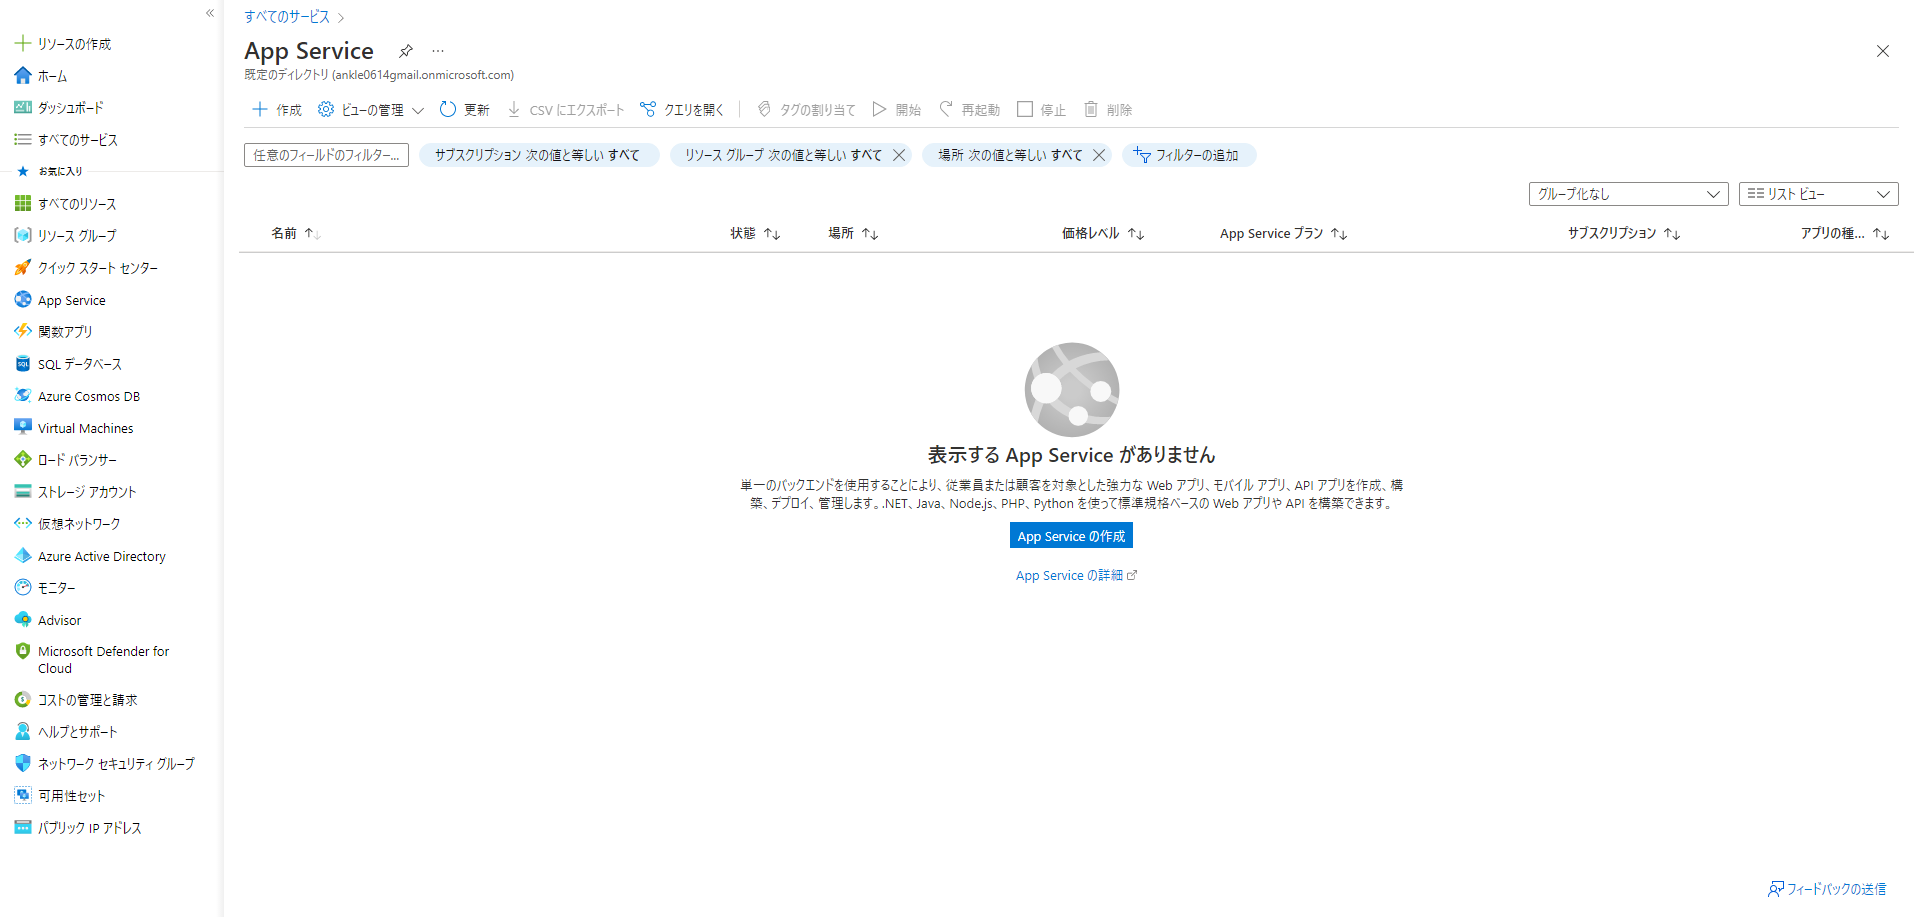 すべてのサービス
App Service
既定のディレクトリ (ankle0614gmail.onmicrosoft.com)
リソースの作成
ホーム
ダッシュボード
すべてのサービス
お気に入り
すべてのリソース
リソース グループ
クイック スタート センター
App Service
関数アプリ
SQL データベース
Azure Cosmos DB
Virtual Machines
ロード バランサー
ストレージ アカウント
仮想ネットワーク
Azure Active Directory
モニター
Advisor
Microsoft Defender for
Cloud
コストの管理と請求
ヘルプとサポート
ネットワーク セキュリティ グループ
可用性セット
パブリック IP アドレス
作成 ビューの管理 更新 CSV にエクスポート クエリを開く タグの割り当て 開始 再起動 停止 削除
任意のフィールドのフィルター... サブスクリプション 次の値と等しい すべて リソース グループ 次の値と等しい すべて 場所 次の値と等しい すべて フィルターの追加
グループ化なし リスト ビュー
名前 状態 場所 価格レベル App Service プラン サブスクリプション アプリの種...
表示する App Service がありません
単一のバックエンドを使用することにより、従業員または顧客を対象とした強力な Web アプリ、モバイル アプリ、API アプリを作成、構
築、デプロイ、管理します。.NET、Java、Node.js、PHP、Python を使って標準規格ベースの Web アプリや API を構築できます。
App Service の作成
App Service の詳細
フィードバックの送信